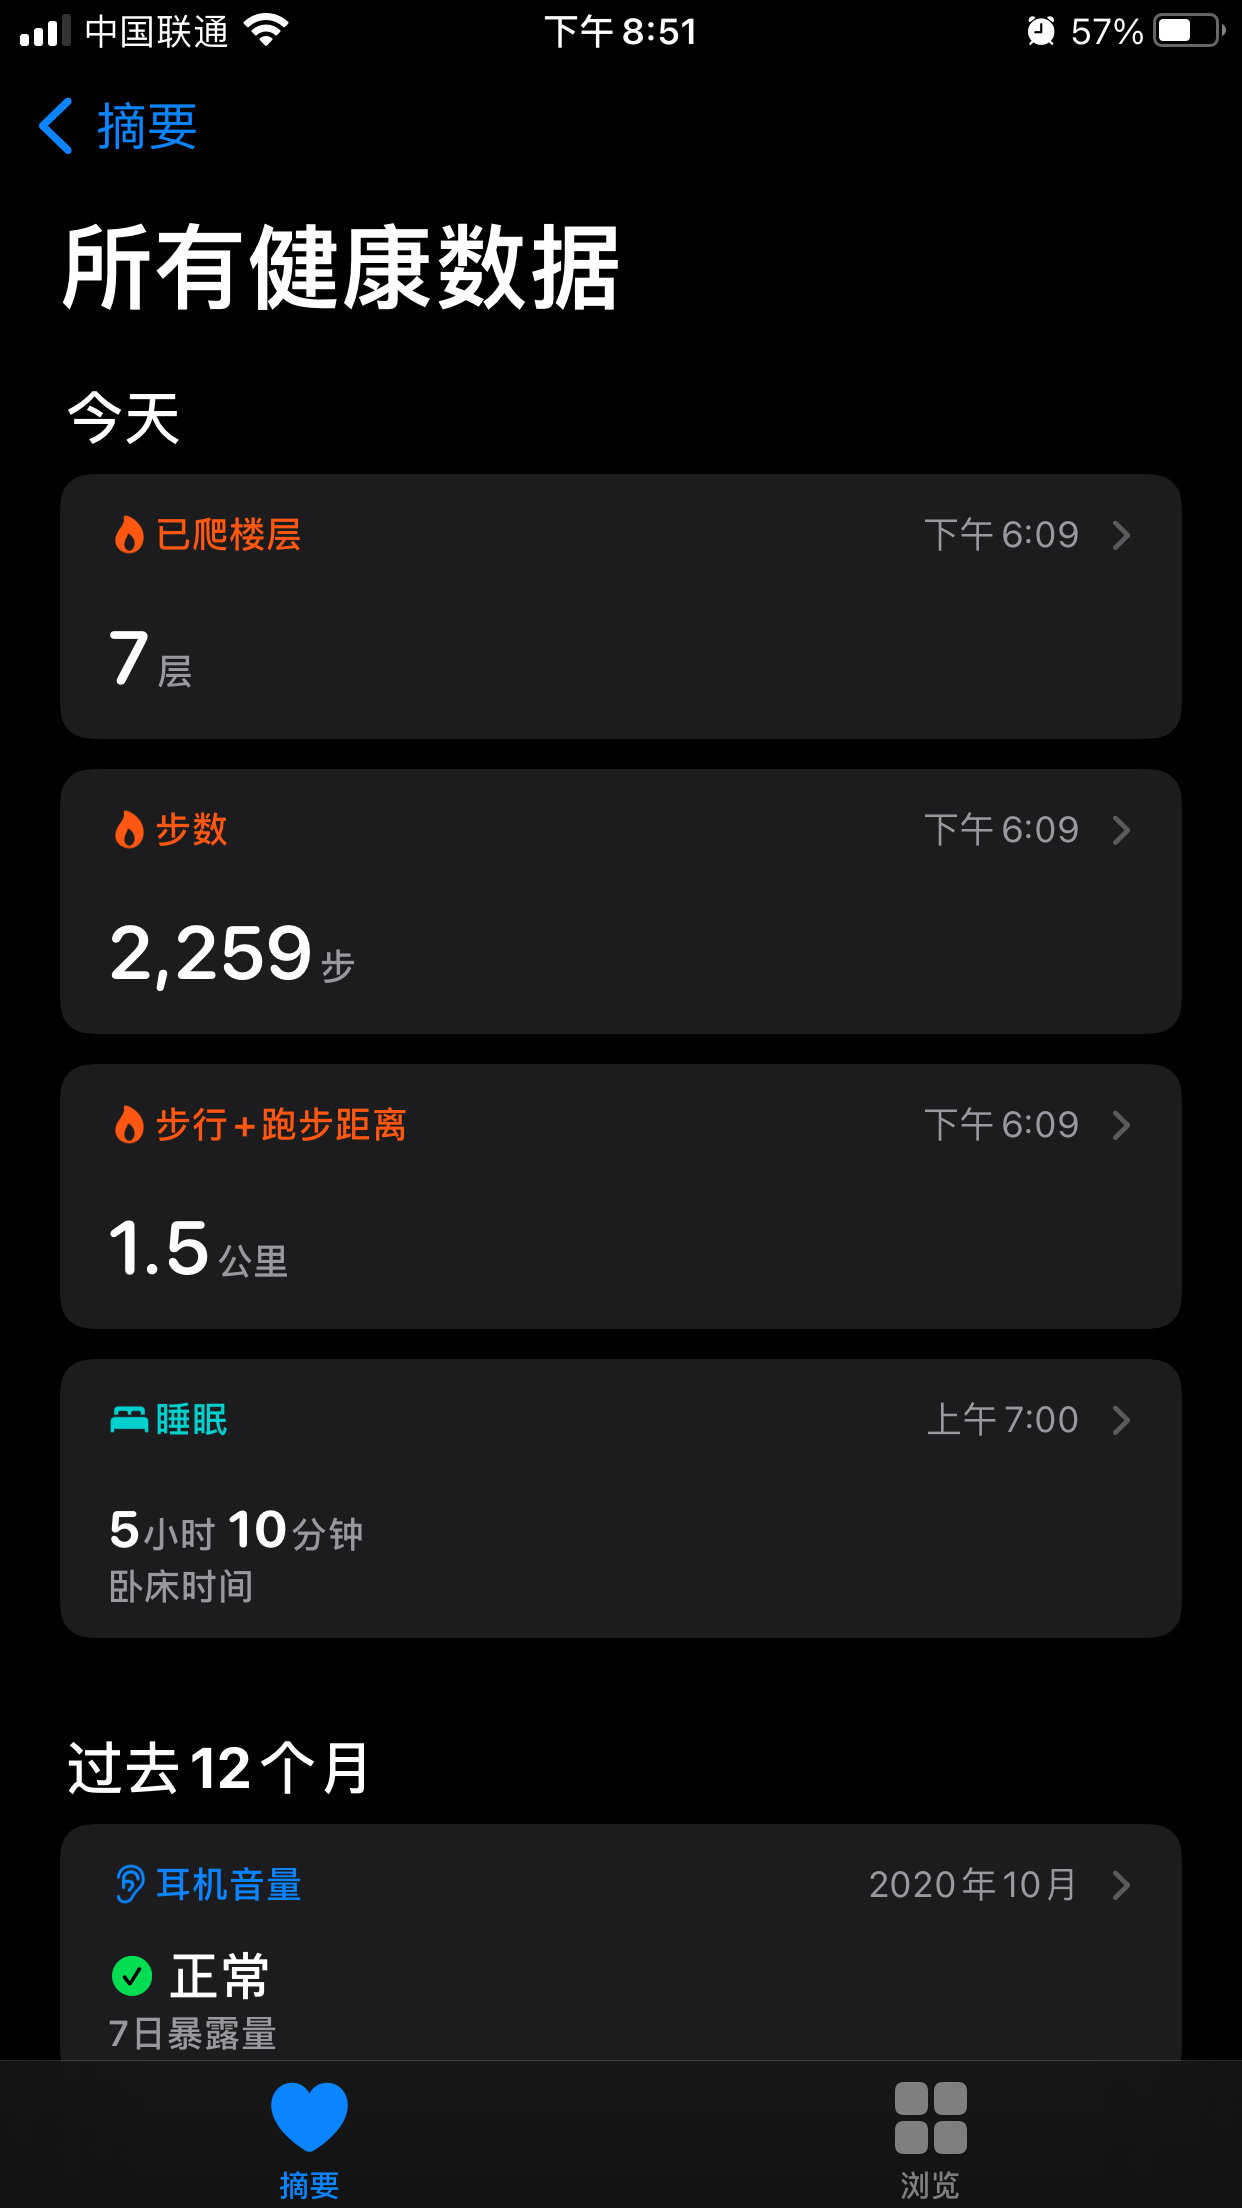 中国联通 下午 8:51 57%
摘要
所有健康数据
今天
已爬楼层 下午 6:09
7 层
步数 下午 6:09
2,259 步
步行+跑步距离 下午 6:09
1.5 公里
睡眠 上午 7:00
5小时 10分钟
卧床时间
过去12个月
耳机音量 2020年10月
正常
7日暴露量
摘要 浏览